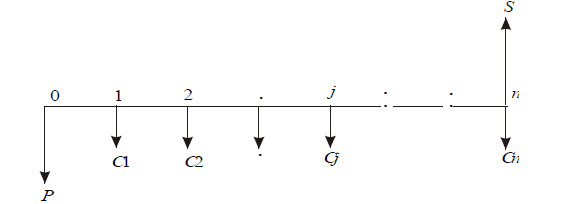 S
0 1 2 . j : : n
C1 C2 . Cj Cn
P